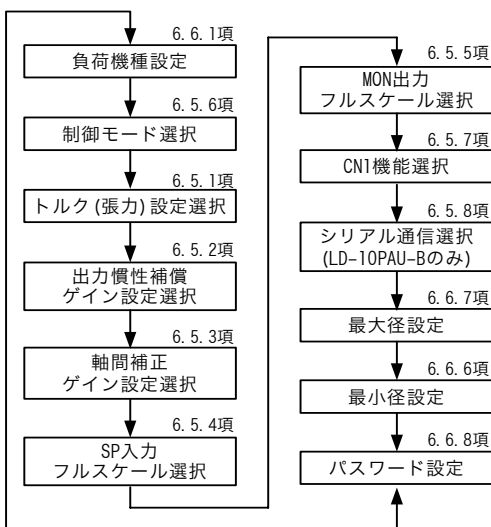 6.6.1項
負荷機種設定
6.5.6項
制御モード選択
6.5.1項
トルク(張力)設定選択
6.5.2項
出力慣性補償
ゲイン設定選択
6.5.3項
軸間補正
ゲイン設定選択
6.5.4項
SP入力
フルスケール選択
6.5.5項
MON出力
フルスケール選択
6.5.7項
CN1機能選択
6.5.8項
シリアル通信選択
(LD-10PAU-Bのみ)
6.6.7項
最大径設定
6.6.6項
最小径設定
6.6.8項
パスワード設定